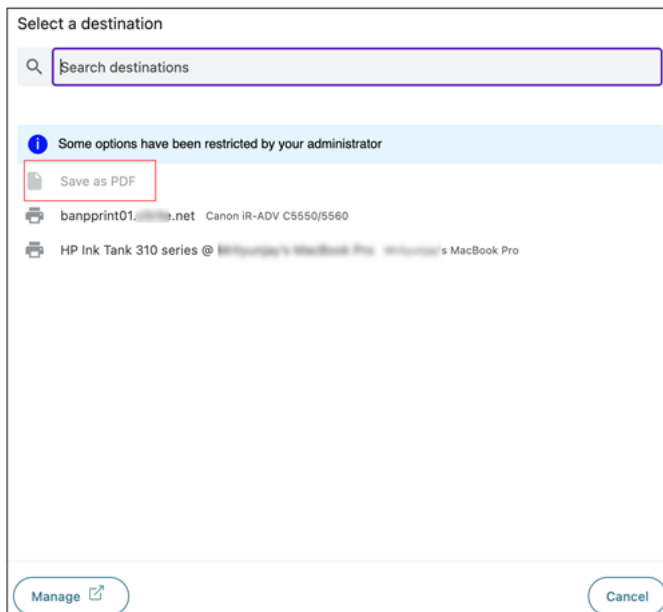 Select a destination
Search destinations
Some options have been restricted by your administrator
Save as PDF
banpprint01. .net Canon iR-ADV C5550/5560
HP Ink Tank 310 series @ 's MacBook Pro
Manage
Cancel